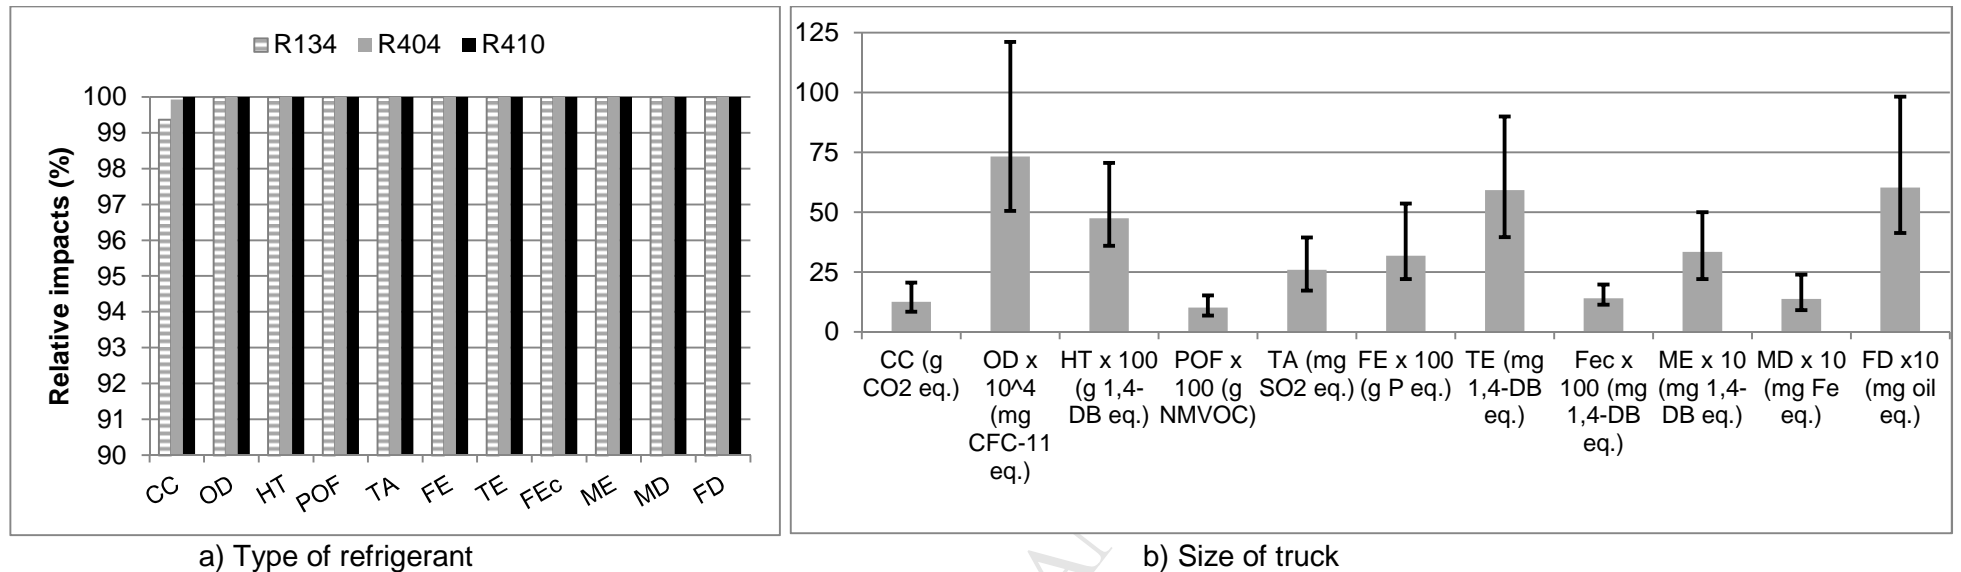 R134 R404 R410
Relative impacts (%)
100
99
98
97
96
95
94
93
92
91
90
CC OD HT POF TA FE TE FEc ME MD FD
a) Type of refrigerant
125
100
75
50
25
0
CC (g
CO2 eq.)
OD x
10^4
(mg
CFC-11
eq.)
HT x 100
(g 1,4-
DB eq.)
POF x
100 (g
NMVOC)
TA (mg
SO2 eq.)
FE x 100
(g P eq.)
TE (mg
1,4-DB
eq.)
Fec x
100 (mg
1,4-DB
eq.)
ME x 10
(mg 1,4-
DB eq.)
MD x 10
(mg Fe
eq.)
FD x10
(mg oil
eq.)
b) Size of truck